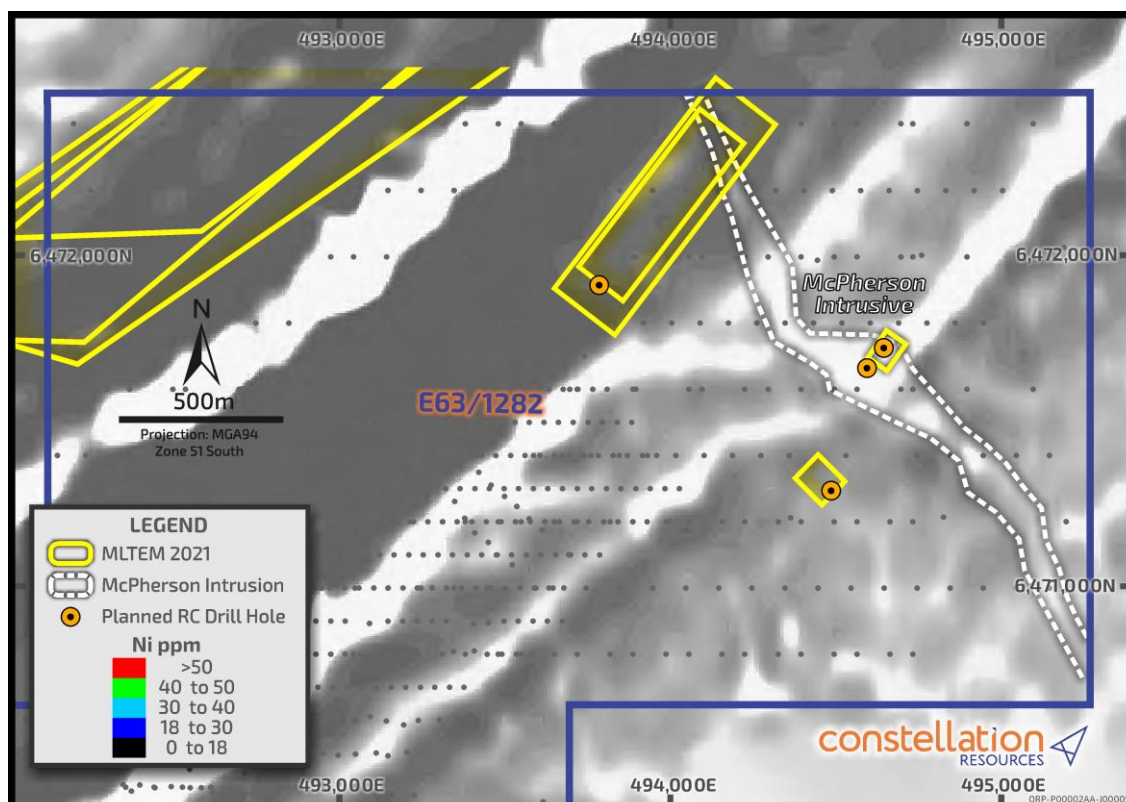 493,000E
494,000E
495,000E
6,472,000N
6,472,000N
N
McPherson
Intrusive
500m
Projection: MGA94
Zone 51 South
E63/1282
LEGEND
MLTEM 2021
McPherson Intrusion
Planned RC Drill Hole
Ni ppm
>50
40 to 50
30 to 40
18 to 30
0 to 18
6,471,000N
constellation
RESOURCES
493,000E
494,000E
495,000E